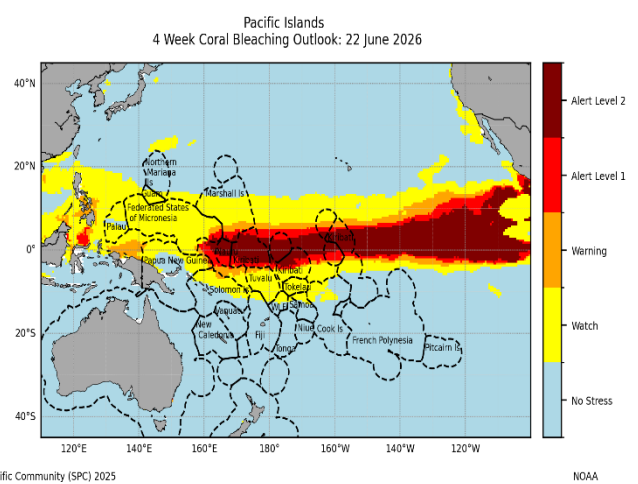 Pacific Islands
4 Week Coral Bleaching Outlook: 22 June 2026
40°N
20°N
0°
20°S
40°S
120°E
140°E
160°E
180°
160°W
140°W
120°W
Northern
Mariana
Is
Guam
Marshall Is
Federated States
of Micronesia
Palau
Nauru
Kiribati
Kiribati
Kiribati
Papua New Guinea
Tuvalu
Solomon Is
Tokelau
W.F.
Samoa
Vanuatu
New
Caledonia
Fiji
Niue
Cook Is
Tonga
French Polynesia
Pitcairn Is
Alert Level 2
Alert Level 1
Warning
Watch
No Stress
ific Community (SPC) 2025
NOAA